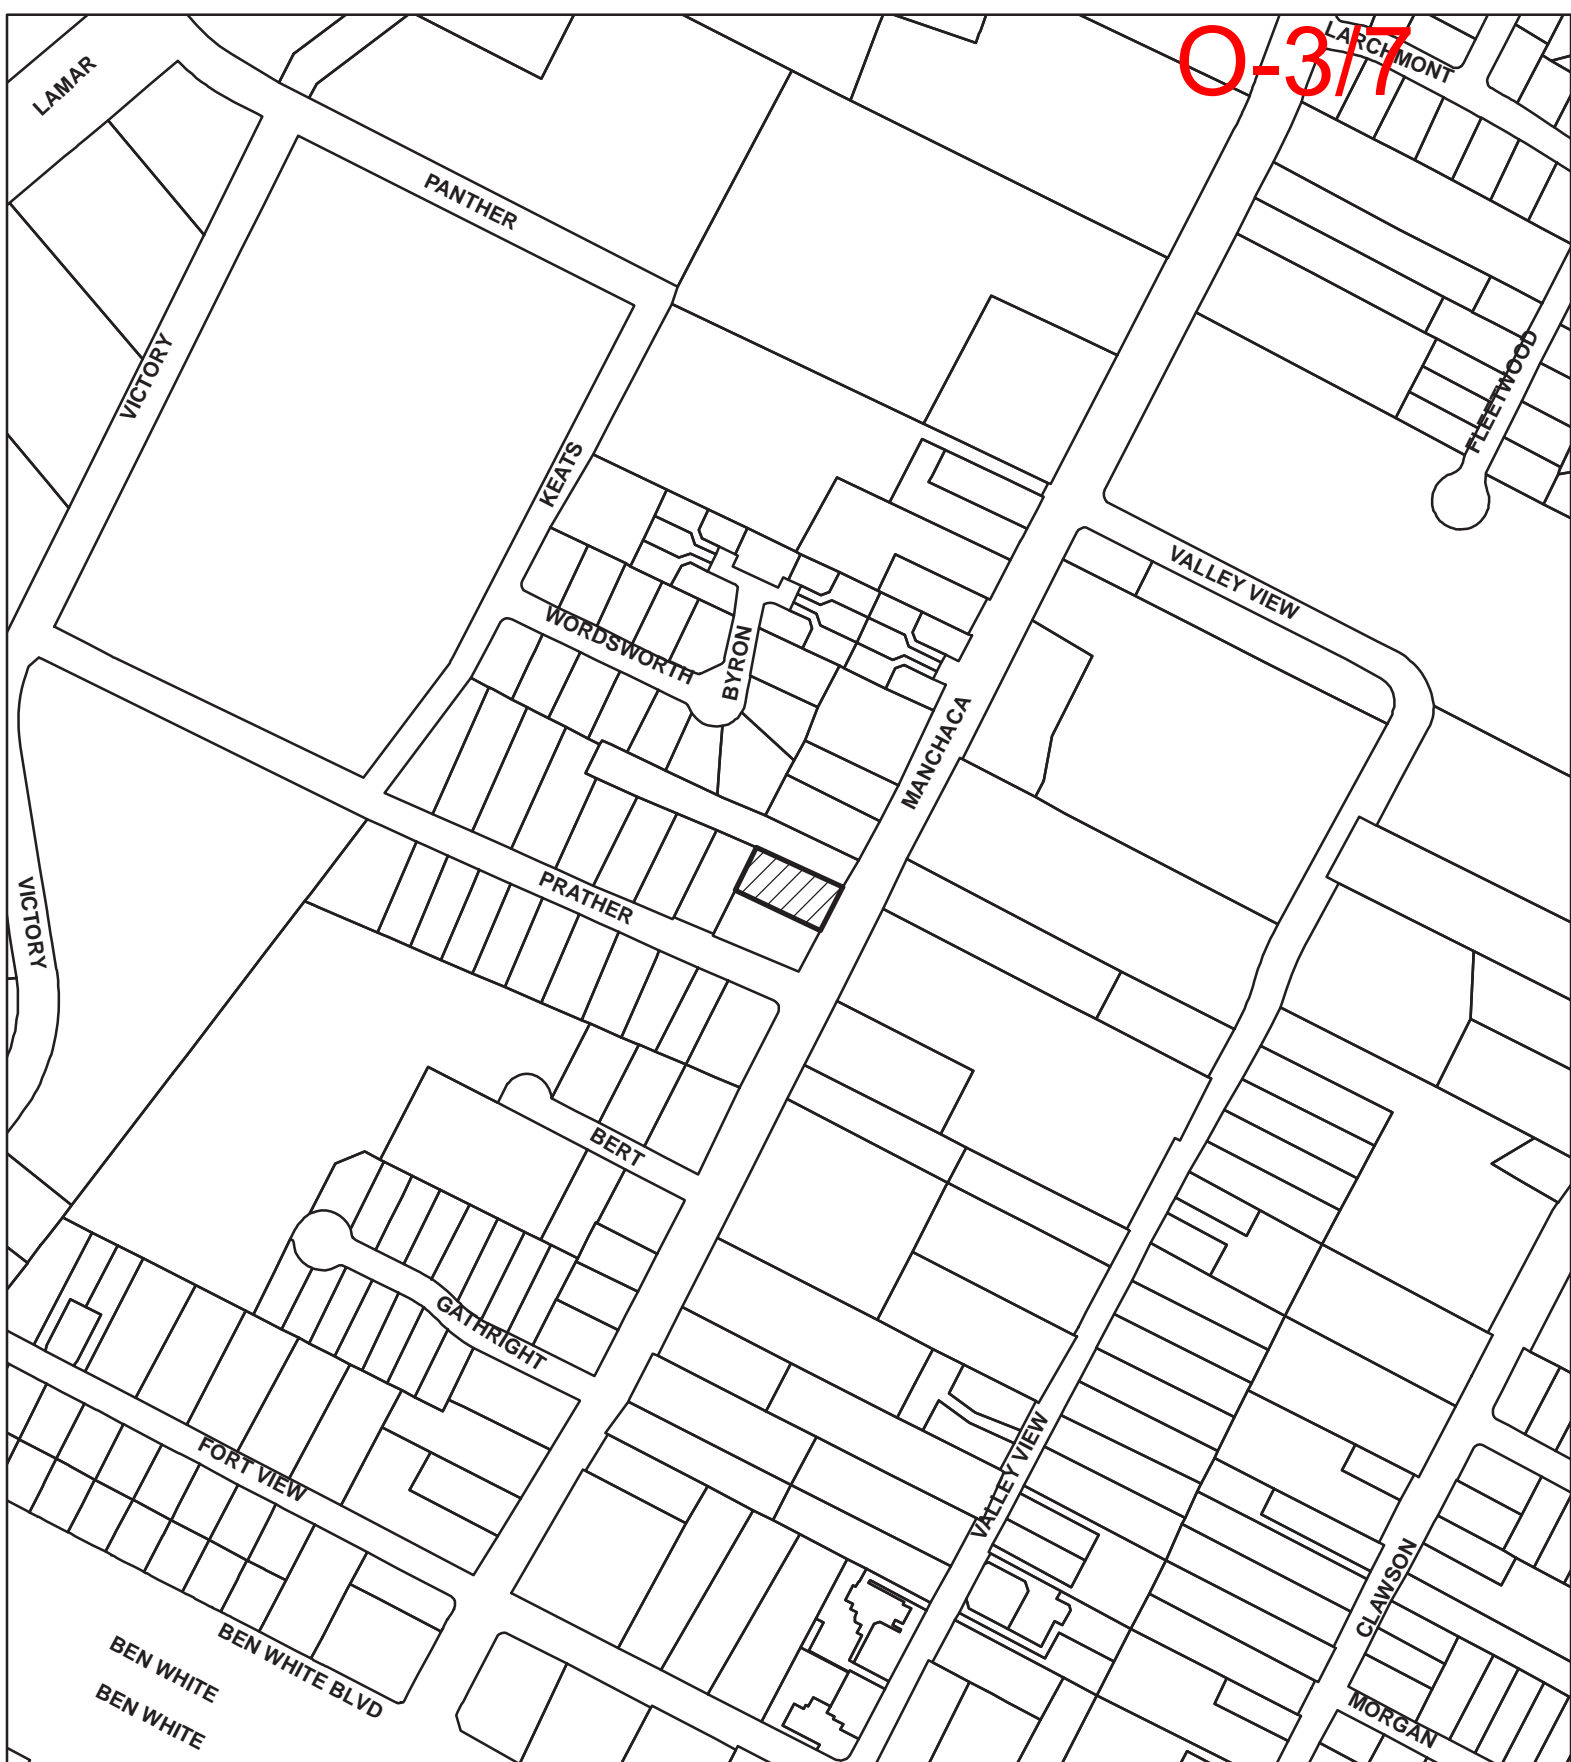 O-3/7
LARCHMONT
LAMAR
PANTHER
VICTORY
FLEETWOOD
KEATS
VALLEY VIEW
WORDSWORTH
BYRON
MANCHACA
PRATHER
VICTORY
BERT
GATHRIGHT
FORT VIEW
VALLEY VIEW
CLAWSON
BEN WHITE BLVD
BEN WHITE
BEN WHITE
MORGAN